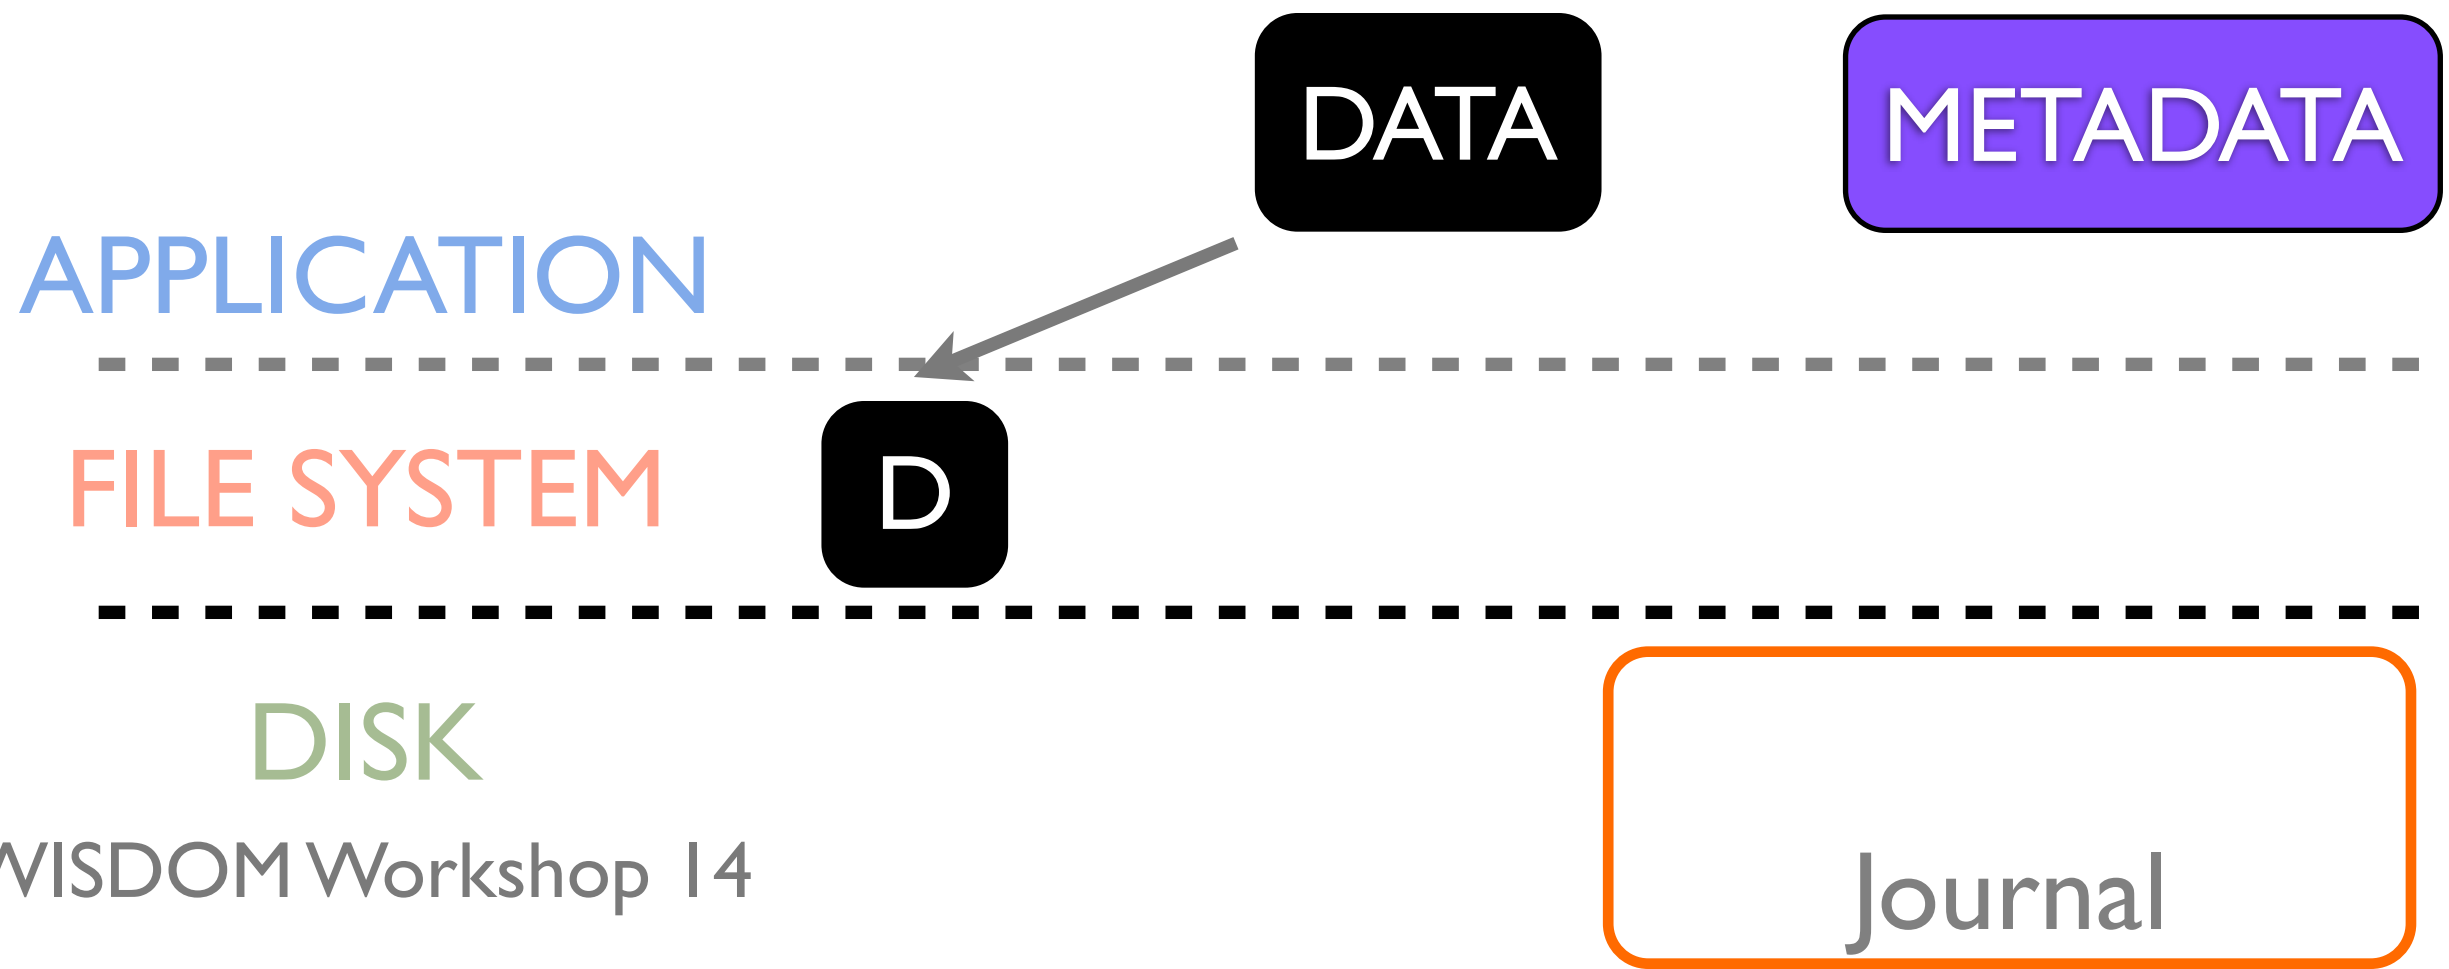 DATA
METADATA
APPLICATION
FILE SYSTEM
D
DISK
WISDOM Workshop 14
Journal